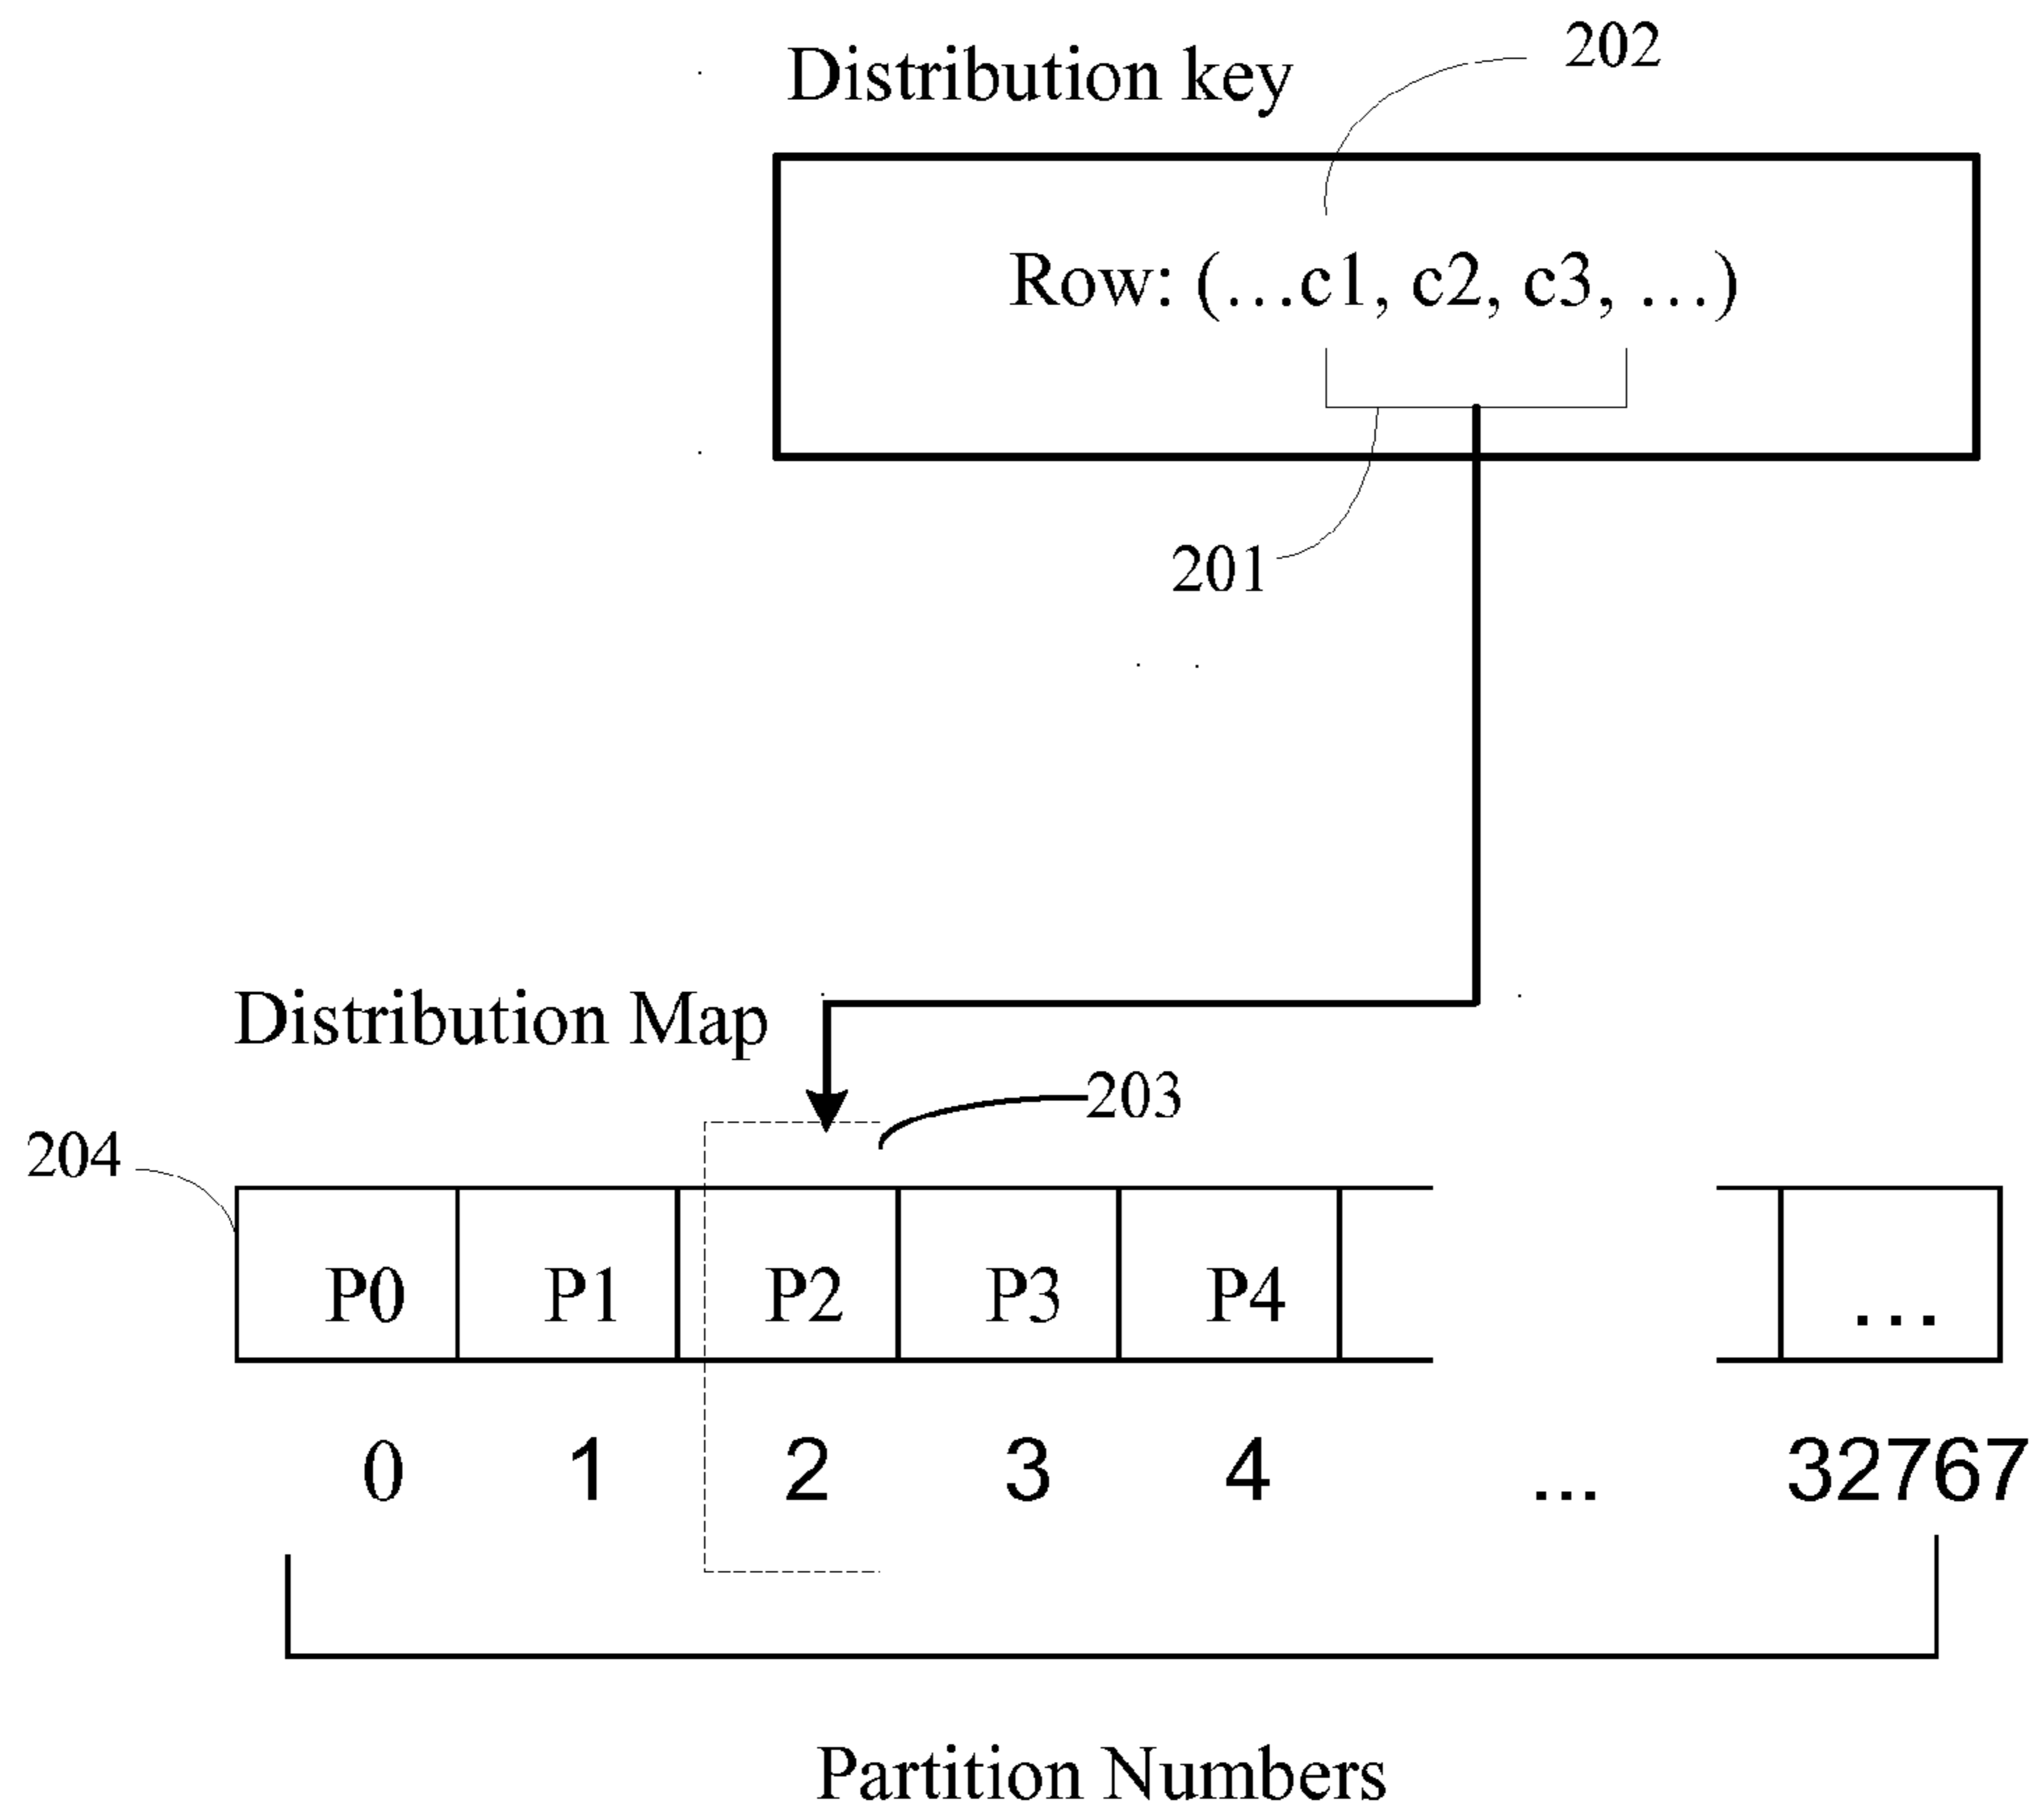 202
Distribution key
Row: (...c1, c2, c3, ...)
201
Distribution Map
203
204
P0 P1 P2 P3 P4 ...
0 1 2 3 4 ... 32767
Partition Numbers